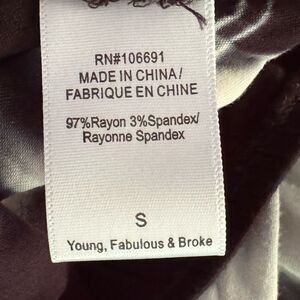 RN#106691
MADE IN CHINA/
FABRIQUE EN CHINE
97%Rayon 3%Spandex/
Rayonne Spandex
S
Young, Fabulous & Broke